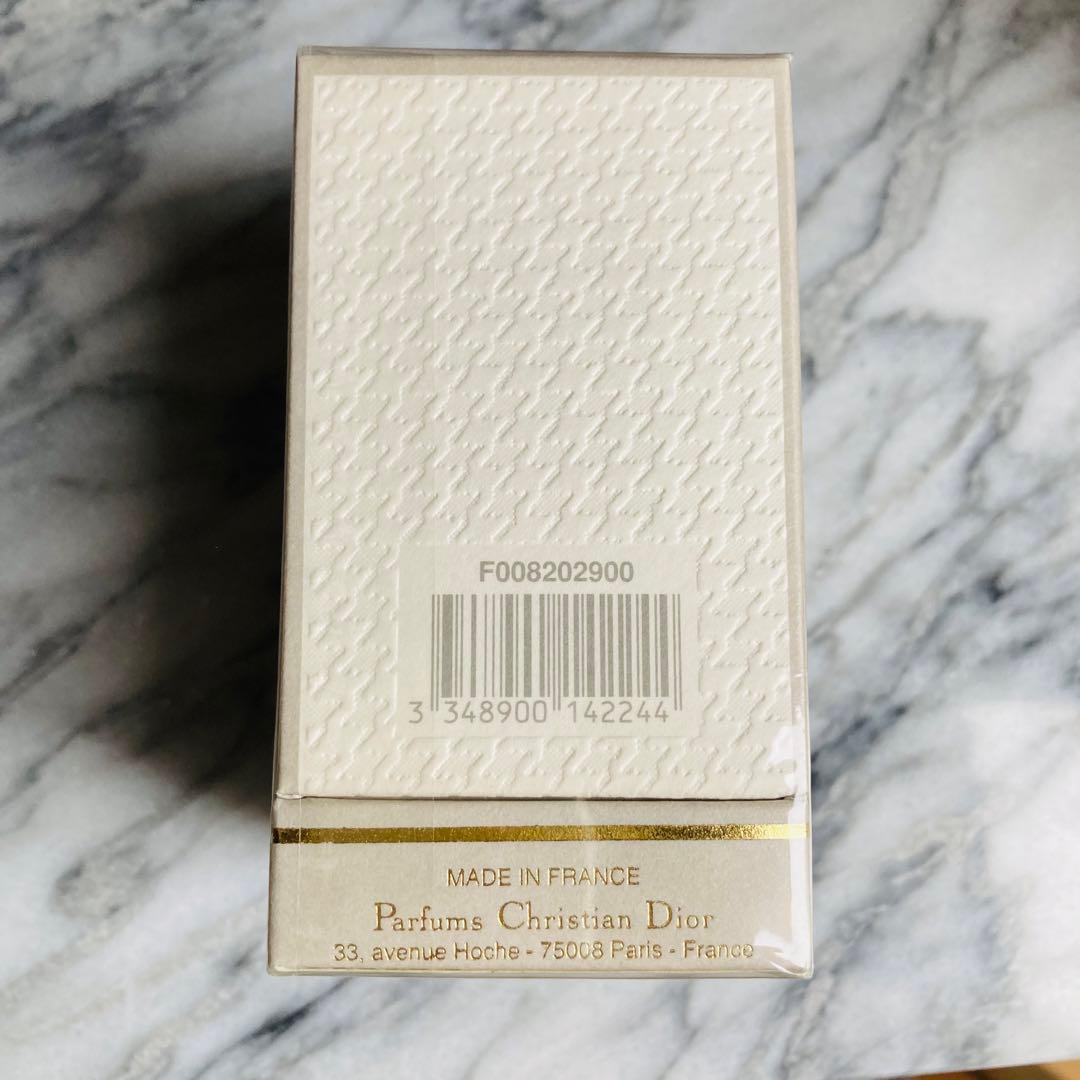 F008202900
3 348900 142244
MADE IN FRANCE
Parfums Christian Dior
33, avenue Hoche - 75008 Paris - France